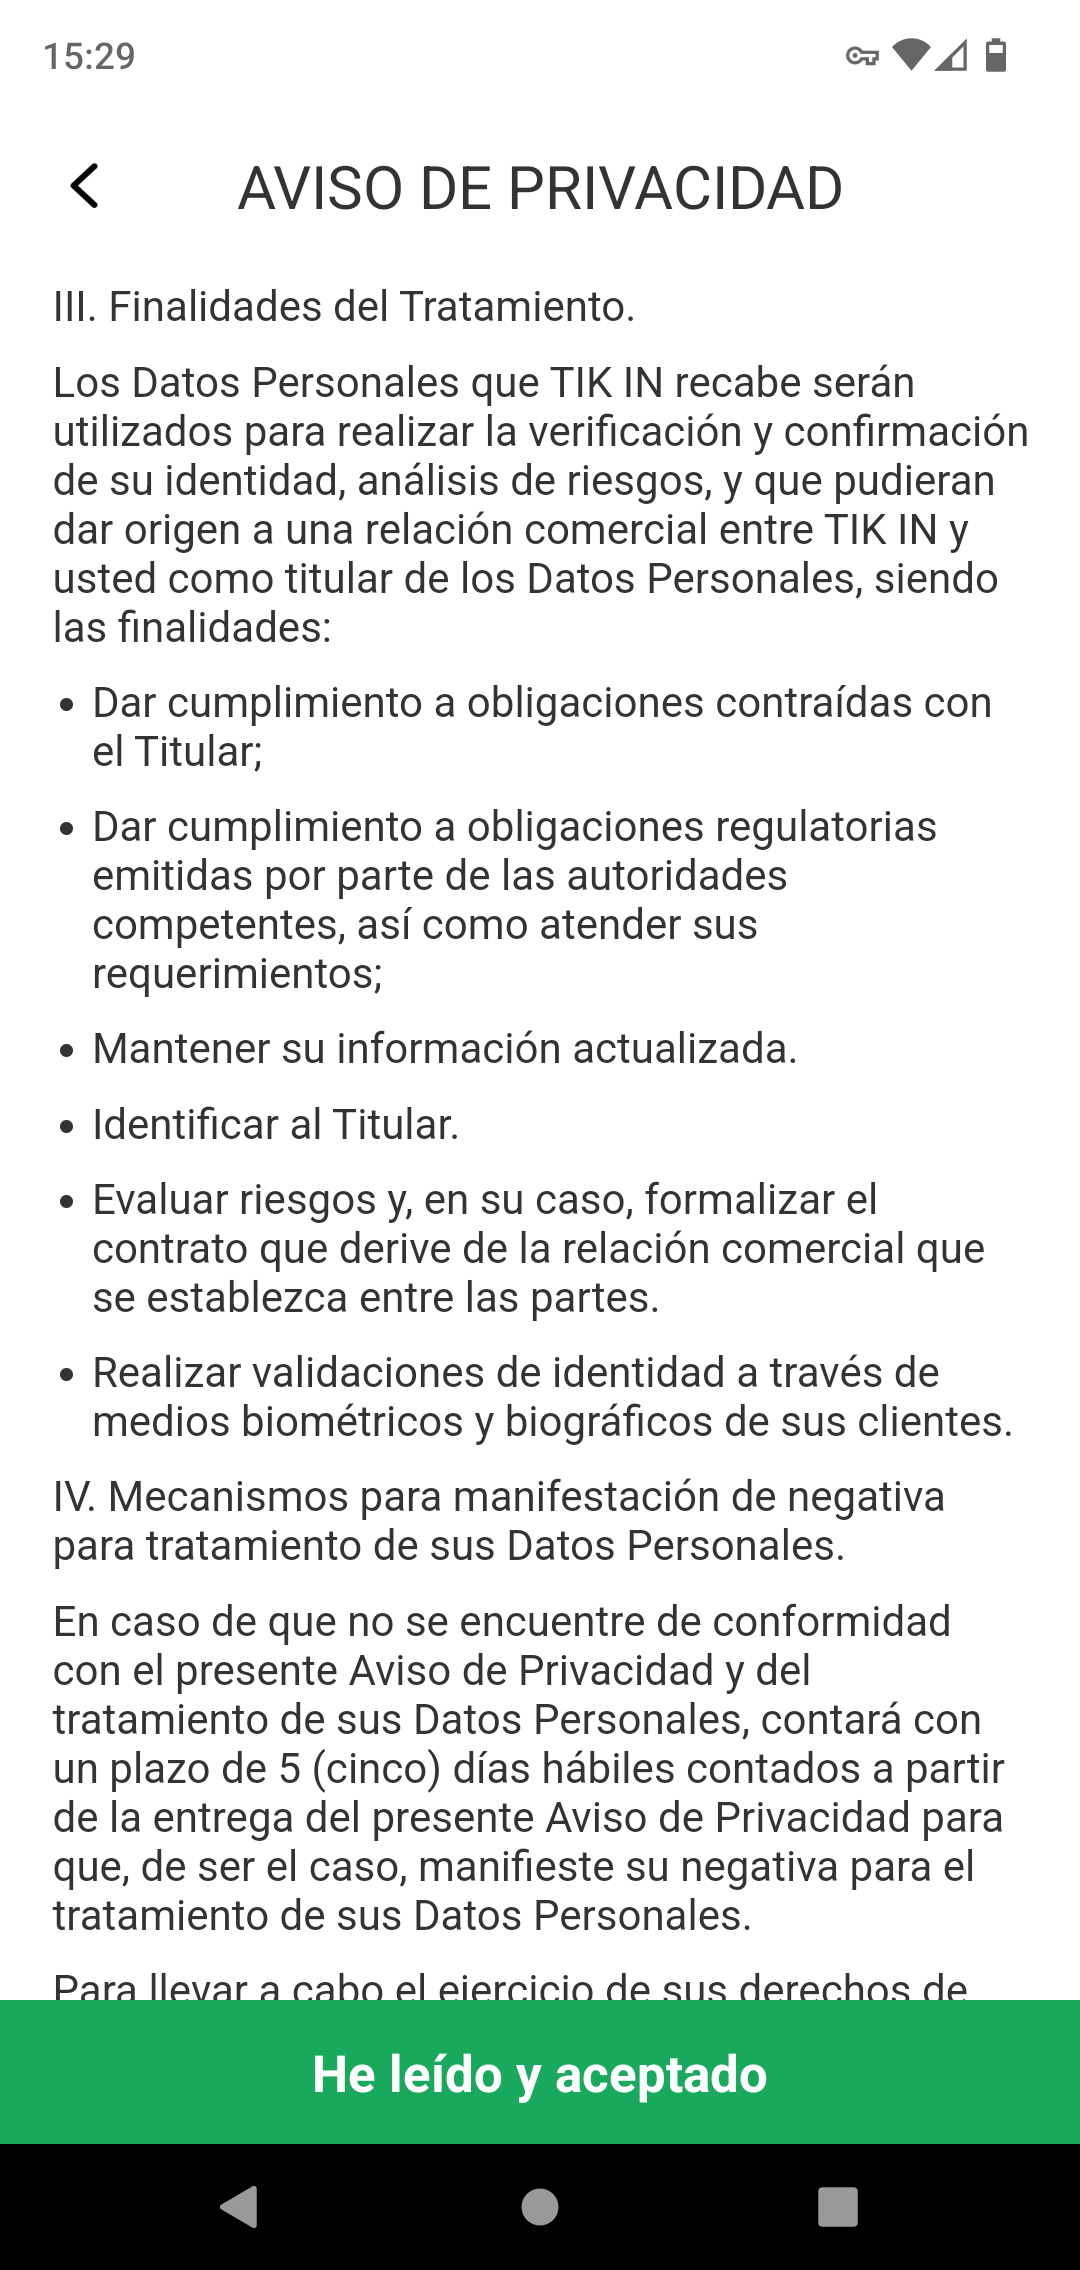 15:29
AVISO DE PRIVACIDAD
III. Finalidades del Tratamiento.
Los Datos Personales que TIK IN recabe serán
utilizados para realizar la verificación y confirmación
de su identidad, análisis de riesgos, y que pudieran
dar origen a una relación comercial entre TIK IN y
usted como titular de los Datos Personales, siendo
las finalidades:
• Dar cumplimiento a obligaciones contraídas con
el Titular;
• Dar cumplimiento a obligaciones regulatorias
emitidas por parte de las autoridades
competentes, así como atender sus
requerimientos;
• Mantener su información actualizada.
• Identificar al Titular.
• Evaluar riesgos y, en su caso, formalizar el
contrato que derive de la relación comercial que
se establezca entre las partes.
• Realizar validaciones de identidad a través de
medios biométricos y biográficos de sus clientes.
IV. Mecanismos para manifestación de negativa
para tratamiento de sus Datos Personales.
En caso de que no se encuentre de conformidad
con el presente Aviso de Privacidad y del
tratamiento de sus Datos Personales, contará con
un plazo de 5 (cinco) días hábiles contados a partir
de la entrega del presente Aviso de Privacidad para
que, de ser el caso, manifieste su negativa para el
tratamiento de sus Datos Personales.
Para llevar a cabo el ejercicio de sus derechos de
He leído y aceptado